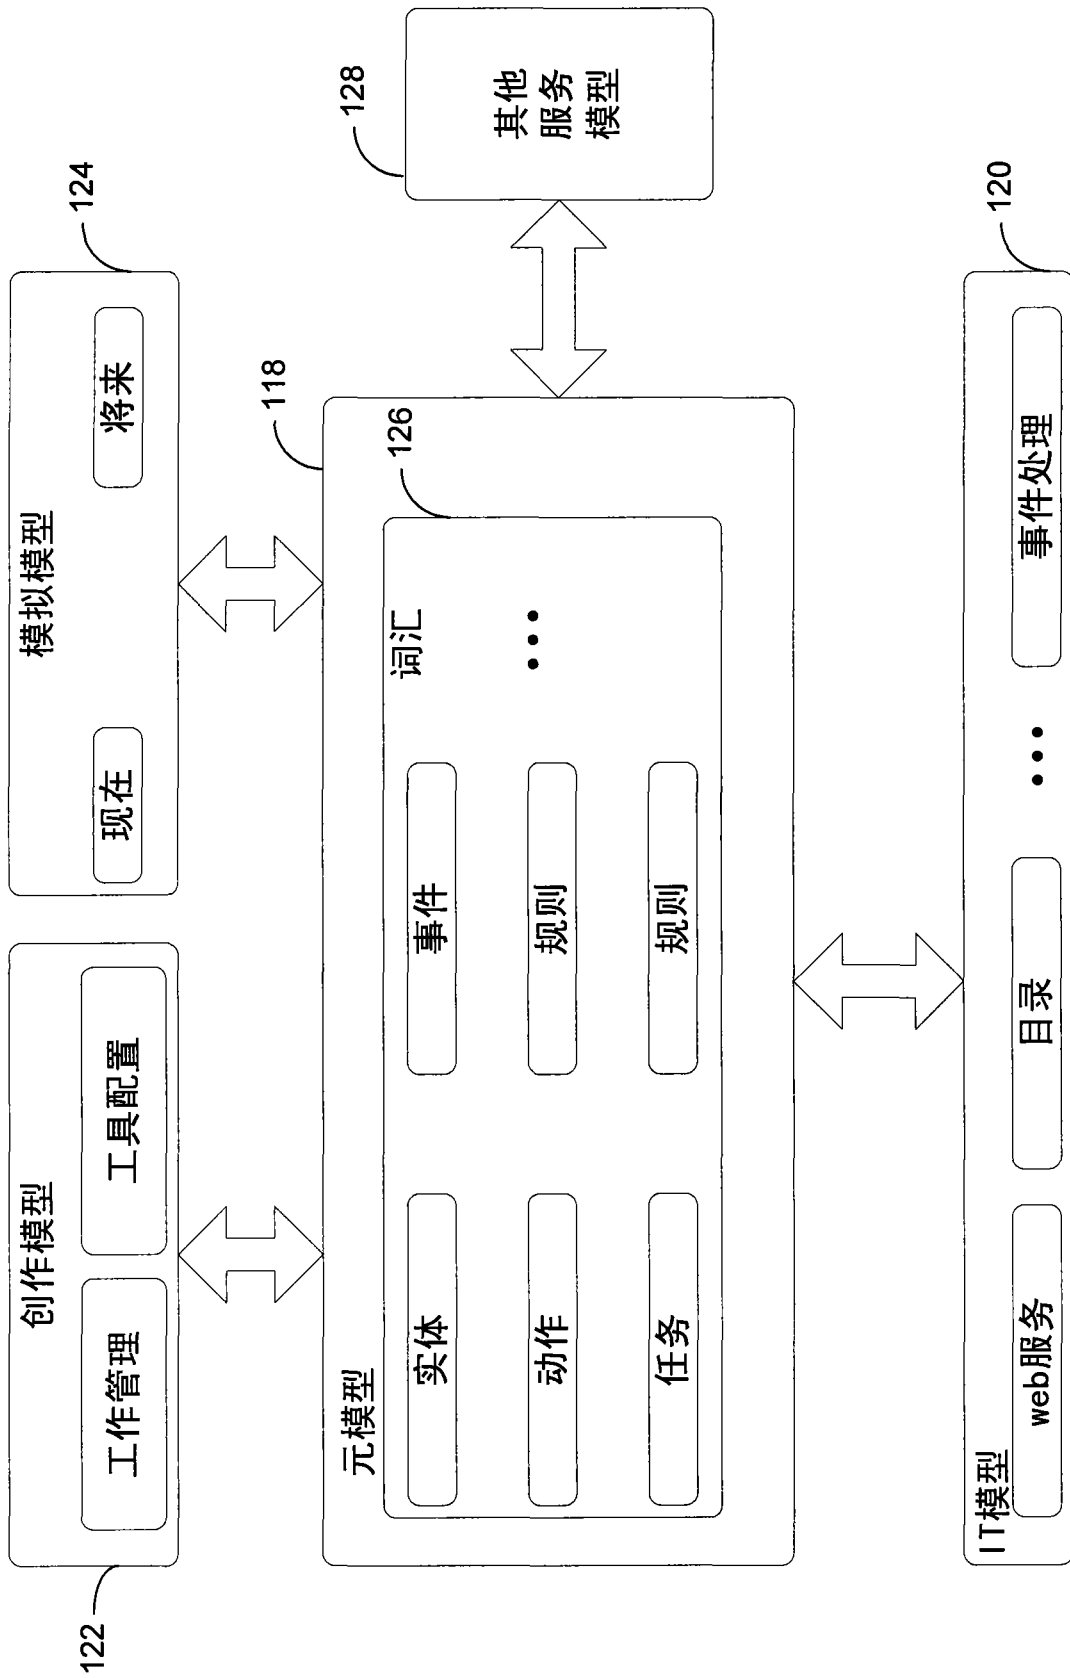 122
创作模型
工作管理
工具配置
模拟模型
现在
将来
124
118
元模型
126
词汇
实体
事件
动作
规则
•••
任务
规则
128
其他
服务
模型
IT模型
120
web服务
目录
•••
事件处理